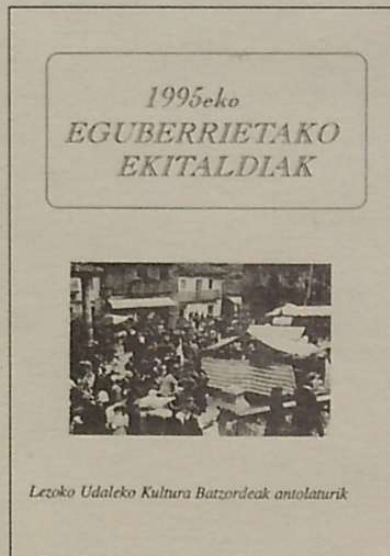 1995eko
EGUBERRIETAKO
EKITALDIAK
Lezoko Udaleko Kultura Batzordeak antolaturik